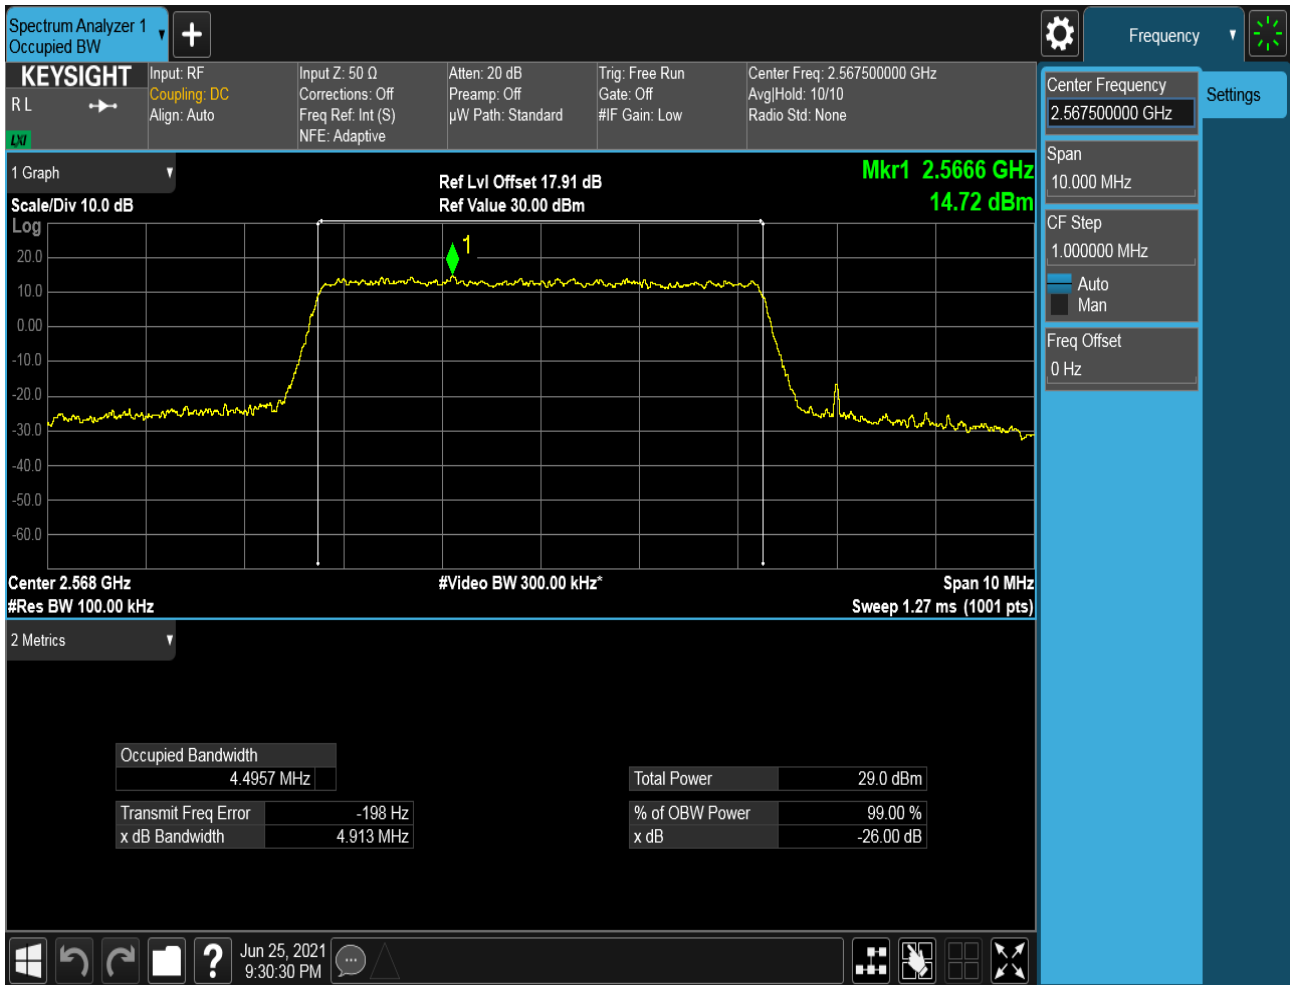 Spectrum Analyzer 1
Occupied BW
Frequency
KEYSIGHT
R L
LXI
Input: RF
Coupling: DC
Align: Auto
Input Z: 50 Ω
Corrections: Off
Freq Ref: Int (S)
NFE: Adaptive
Atten: 20 dB
Preamp: Off
µW Path: Standard
Trig: Free Run
Gate: Off
#IF Gain: Low
Center Freq: 2.567500000 GHz
Avg|Hold: 10/10
Radio Std: None
Center Frequency
2.567500000 GHz
Settings
Span
10.000 MHz
CF Step
1.000000 MHz
Auto
Man
Freq Offset
0 Hz
1 Graph
Scale/Div 10.0 dB
Log
Ref Lvl Offset 17.91 dB
Ref Value 30.00 dBm
Mkr1 2.5666 GHz
14.72 dBm
1
20.0
10.0
0.00
-10.0
-20.0
-30.0
-40.0
-50.0
-60.0
Center 2.568 GHz
#Video BW 300.00 kHz*
Span 10 MHz
#Res BW 100.00 kHz
Sweep 1.27 ms (1001 pts)
2 Metrics
Occupied Bandwidth
4.4957 MHz
Transmit Freq Error -198 Hz
x dB Bandwidth 4.913 MHz
Total Power 29.0 dBm
% of OBW Power 99.00 %
x dB -26.00 dB
Jun 25, 2021
9:30:30 PM